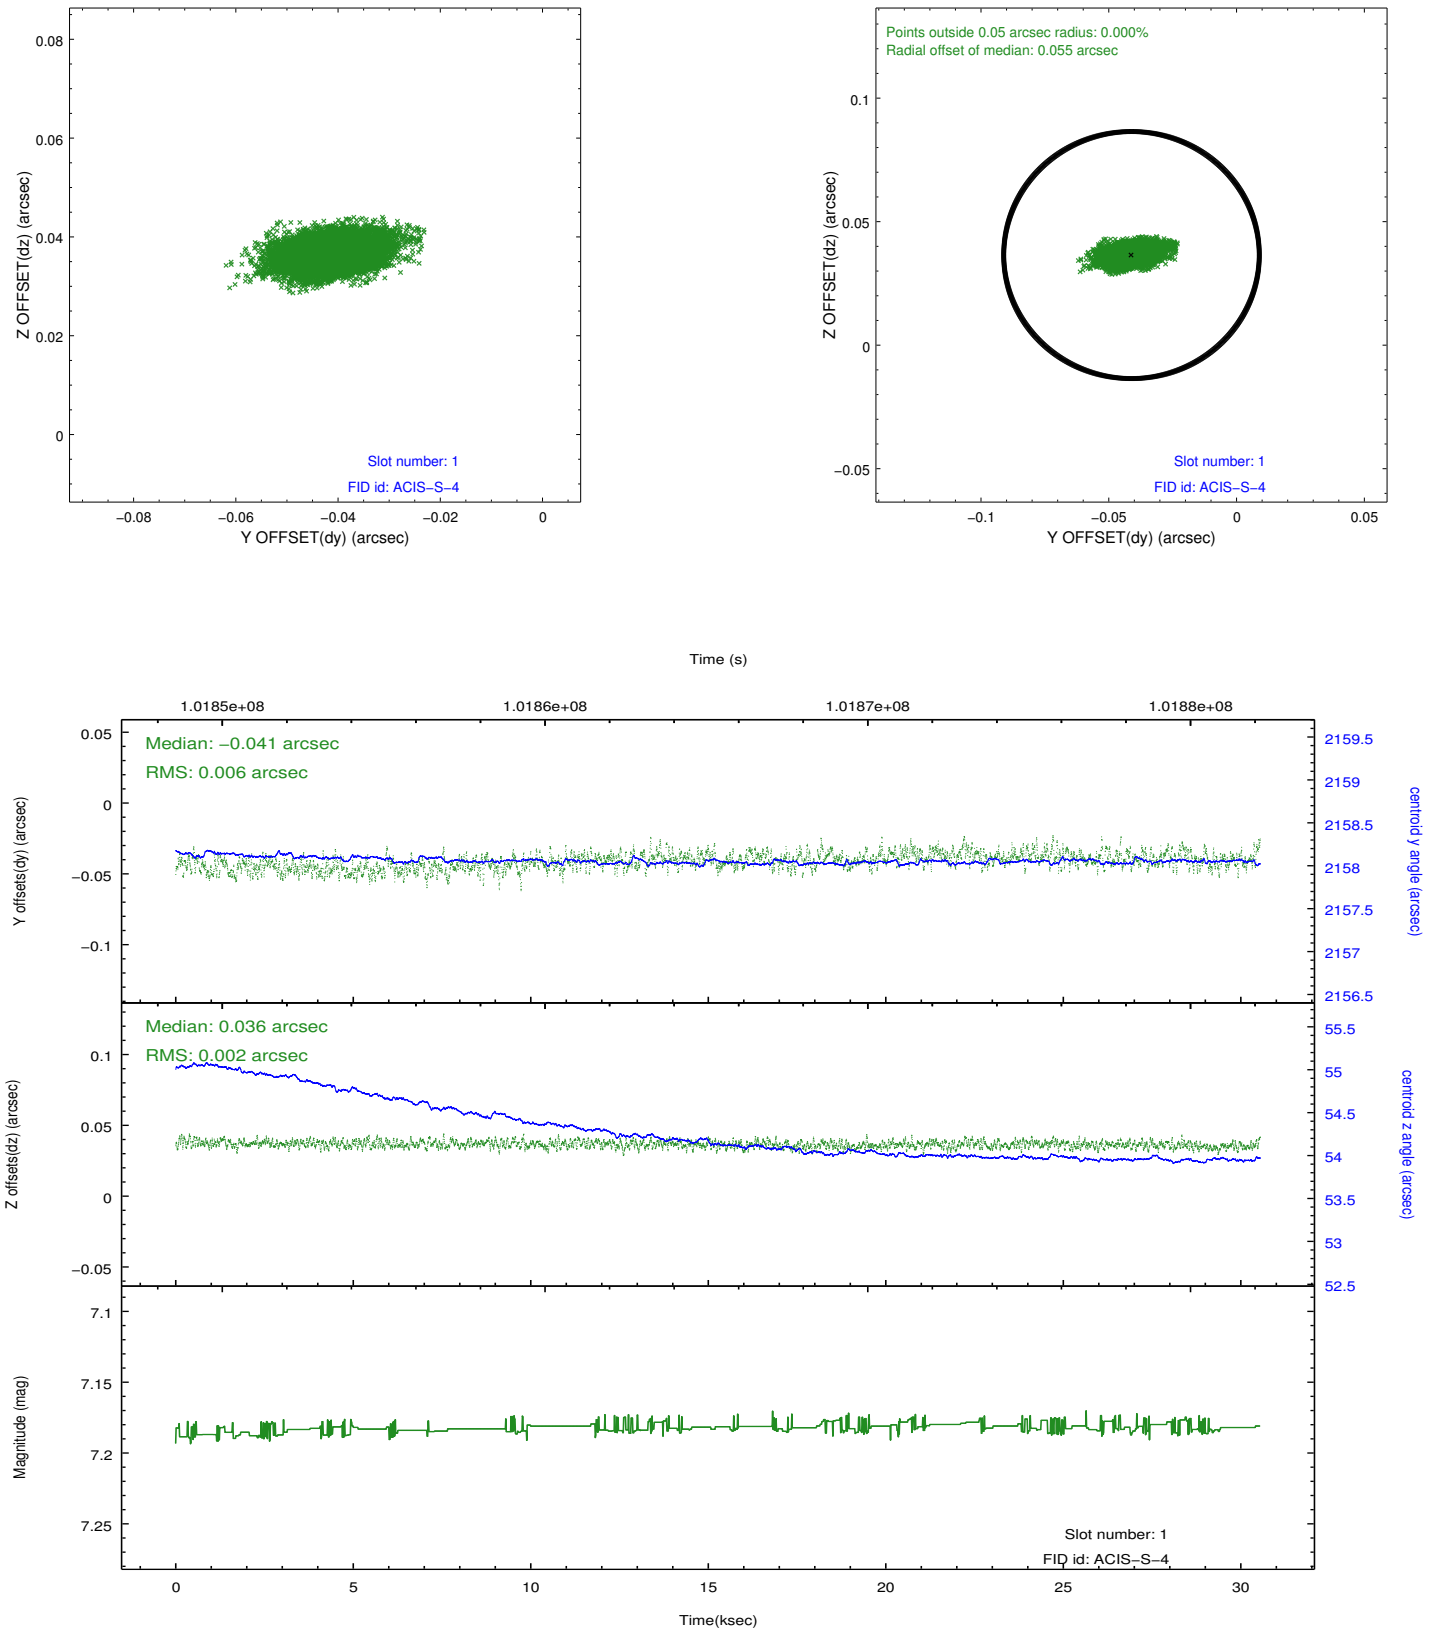 0.08
0.06
0.04
0.02
0
Z OFFSET(dz) (arcsec)
Slot number: 1
FID id: ACIS−S−4
−0.08
−0.06
−0.04
−0.02
0
Y OFFSET(dy) (arcsec)
Points outside 0.05 arcsec radius: 0.000%
Radial offset of median: 0.055 arcsec
0.1
0.05
0
−0.05
Z OFFSET(dz) (arcsec)
Slot number: 1
FID id: ACIS−S−4
−0.1
−0.05
0
0.05
Y OFFSET(dy) (arcsec)
Time (s)
1.0185e+08
1.0186e+08
1.0187e+08
1.0188e+08
Median: −0.041 arcsec
RMS: 0.006 arcsec
0.05
0
−0.05
−0.1
Y offsets(dy) (arcsec)
2159.5
2159
2158.5
2158
2157.5
2157
2156.5
centroid y angle (arcsec)
Median: 0.036 arcsec
RMS: 0.002 arcsec
0.1
0.05
0
−0.05
Z offsets(dz) (arcsec)
55.5
55
54.5
54
53.5
53
52.5
centroid z angle (arcsec)
7.1
7.15
7.2
7.25
Magnitude (mag)
Slot number: 1
FID id: ACIS−S−4
0
5
10
15
20
25
30
Time(ksec)